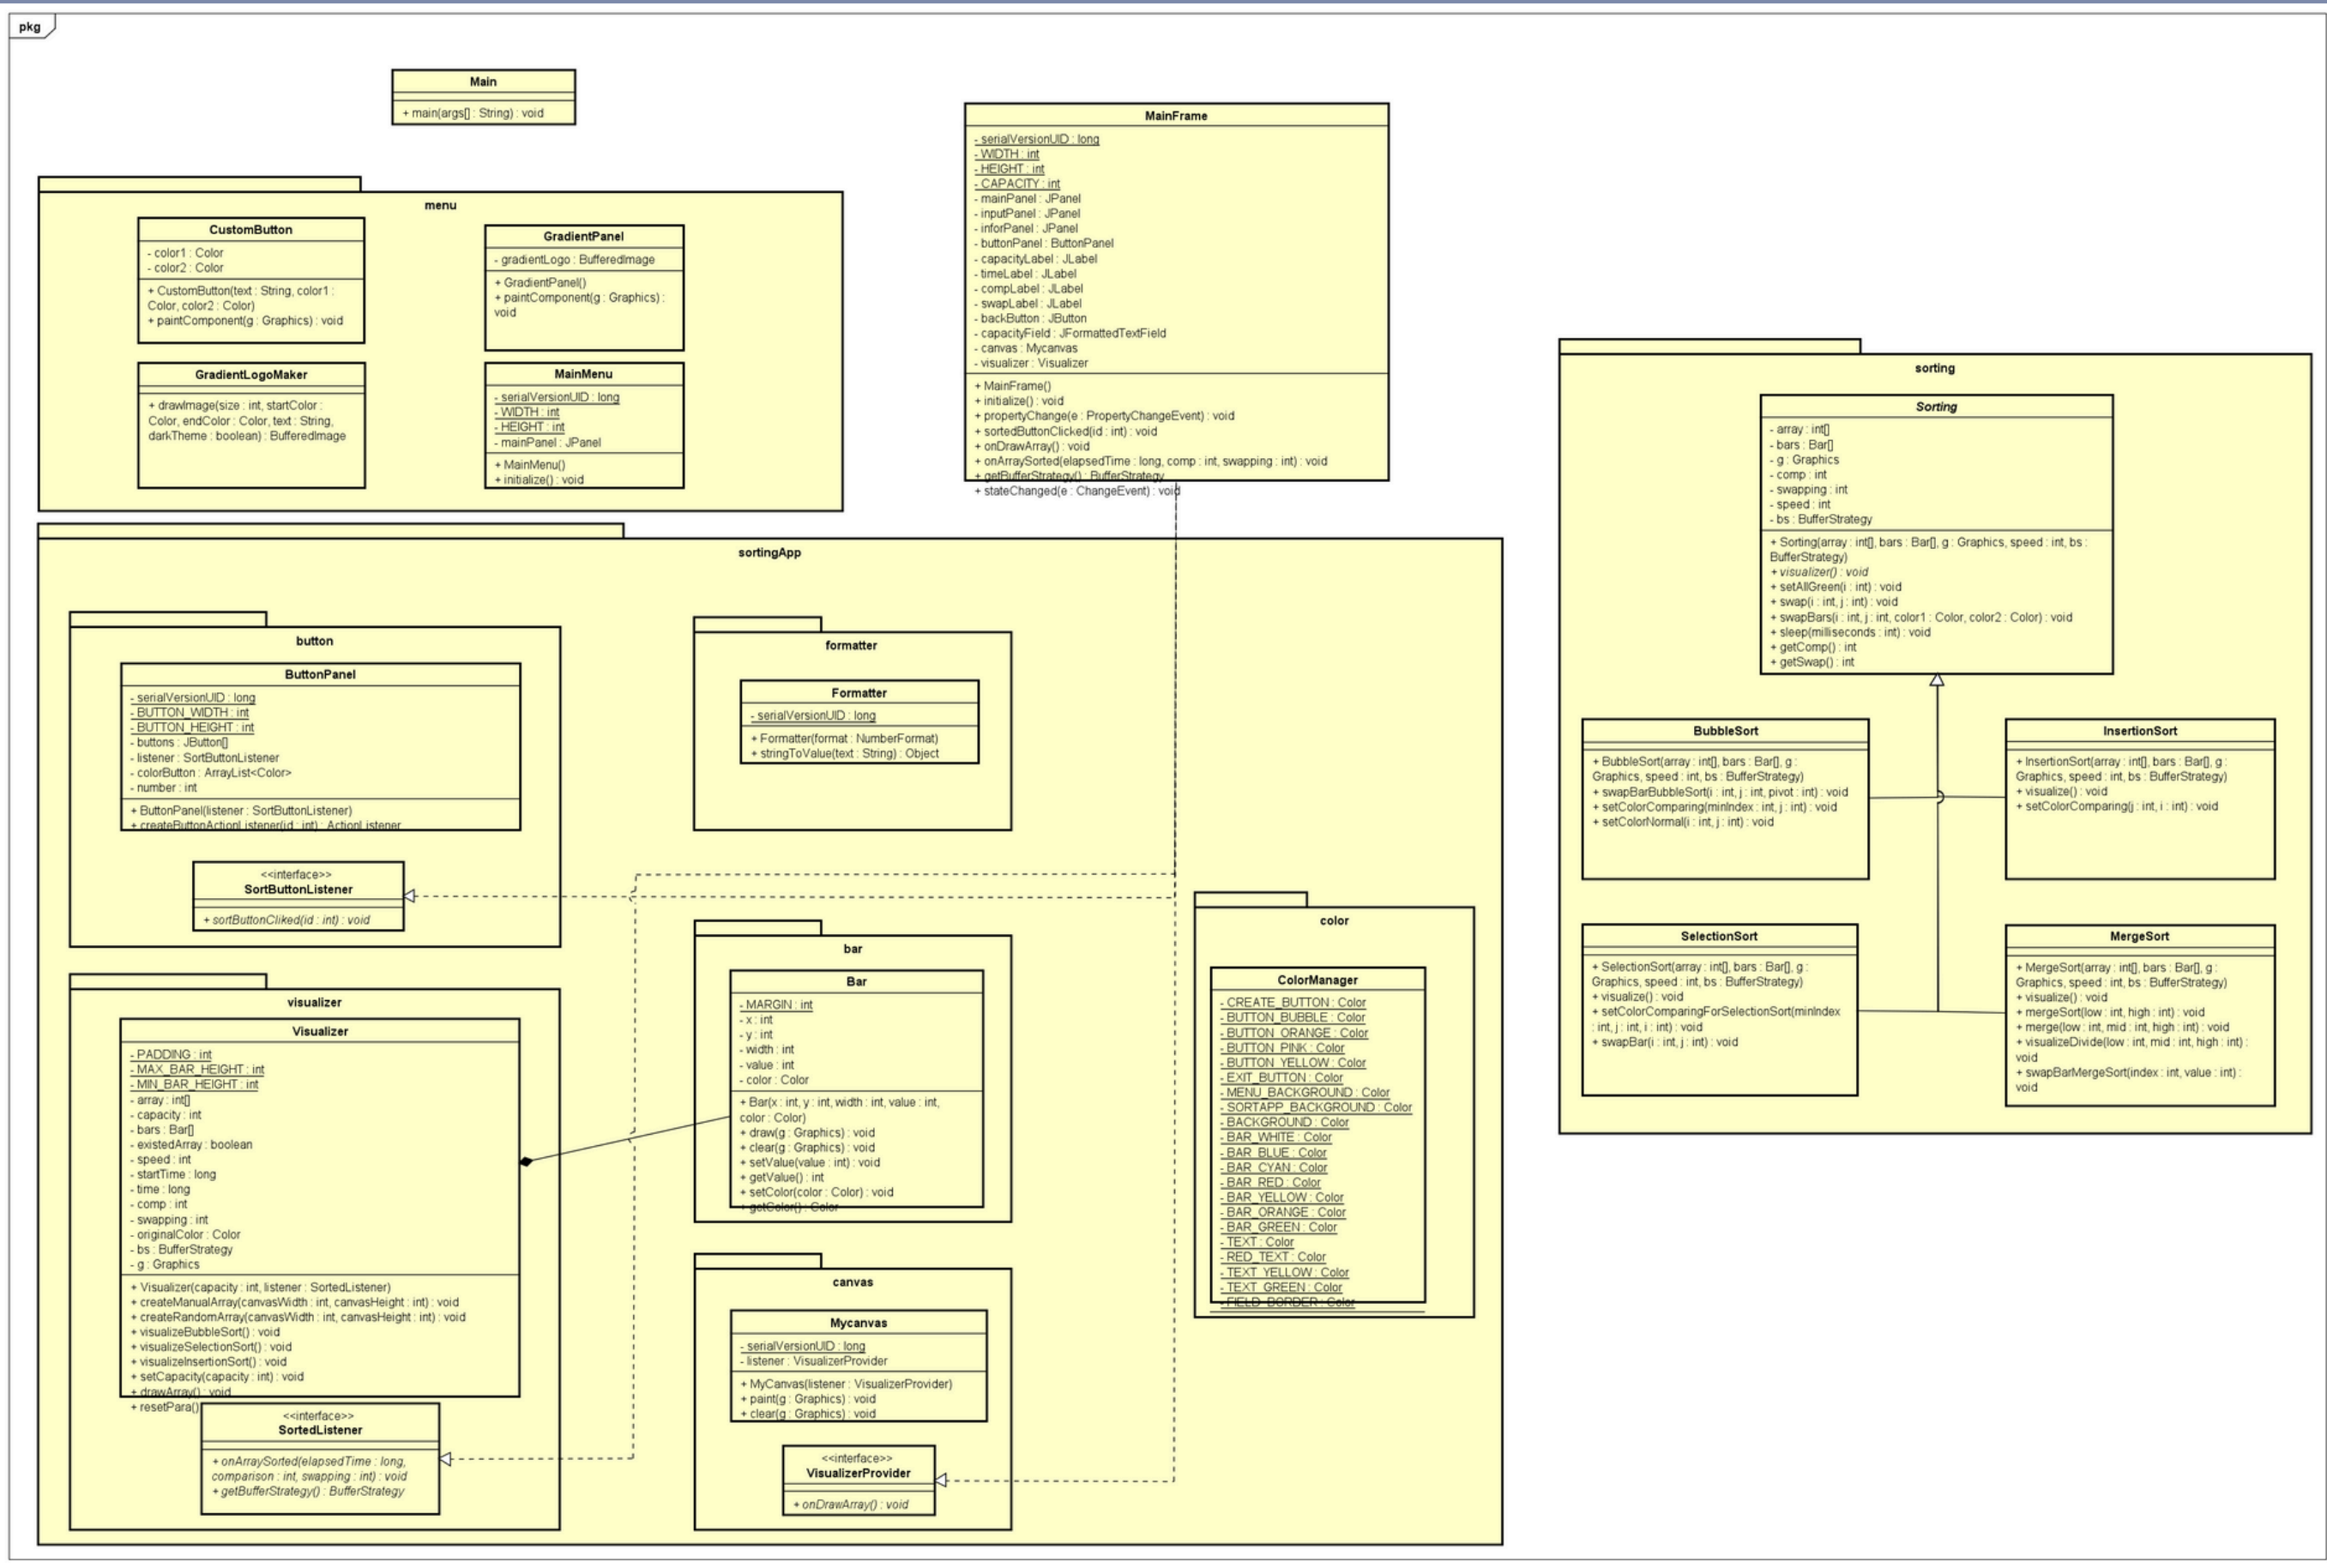 pkg
Main
+ main(args[] : String) : void
MainFrame
- serialVersionUID : long
- WIDTH : int
- HEIGHT : int
- CAPACITY : int
- mainPanel : JPanel
- inputPanel : JPanel
- inforPanel : JPanel
- buttonPanel : ButtonPanel
- capacityLabel : JLabel
- timeLabel : JLabel
- compLabel : JLabel
- swapLabel : JLabel
- backButton : JButton
- capacityField : JFormattedTextField
- canvas : Mycanvas
- visualizer : Visualizer
+ MainFrame()
+ initialize() : void
+ propertyChange(e : PropertyChangeEvent) : void
+ sortedButtonClicked(id : int) : void
+ onDrawArray() : void
+ onArraySorted(elapsedTime : long, comp : int, swapping : int) : void
+ getBufferStrategy() : BufferStrategy
+ stateChanged(e : ChangeEvent) : void
menu
CustomButton
- color1 : Color
- color2 : Color
+ CustomButton(text : String, color1 :
Color, color2 : Color)
+ paintComponent(g : Graphics) : void
GradientPanel
- gradientLogo : BufferedImage
+ GradientPanel()
+ paintComponent(g : Graphics) :
void
GradientLogoMaker
+ drawImage(size : int, startColor :
Color, endColor : Color, text : String,
darkTheme : boolean) : BufferedImage
MainMenu
- serialVersionUID : long
- WIDTH : int
- HEIGHT : int
- mainPanel : JPanel
+ MainMenu()
+ initialize() : void
sortingApp
button
ButtonPanel
- serialVersionUID : long
- BUTTON_WIDTH : int
- BUTTON_HEIGHT : int
- buttons : JButton[]
- listener : SortButtonListener
- colorButton : ArrayList<Color>
- number : int
+ ButtonPanel(listener : SortButtonListener)
+ createButtonActionListener(id : int) : ActionListener
<<interface>>
SortButtonListener
+ sortButtonCliked(id : int) : void
formatter
Formatter
- serialVersionUID : long
+ Formatter(format : NumberFormat)
+ stringToValue(text : String) : Object
visualizer
Visualizer
- PADDING : int
- MAX_BAR_HEIGHT : int
- MIN_BAR_HEIGHT : int
- array : int[]
- capacity : int
- bars : Bar[]
- existedArray : boolean
- speed : int
- startTime : long
- time : long
- comp : int
- swapping : int
- originalColor : Color
- bs : BufferStrategy
- g : Graphics
+ Visualizer(capacity : int, listener : SortedListener)
+ createManualArray(canvasWidth : int, canvasHeight : int) : void
+ createRandomArray(canvasWidth : int, canvasHeight : int) : void
+ visualizeBubbleSort() : void
+ visualizeSelectionSort() : void
+ visualizeInsertionSort() : void
+ setCapacity(capacity : int) : void
+ drawArray() : void
+ resetPara()
<<interface>>
SortedListener
+ onArraySorted(elapsedTime : long,
comparison : int, swapping : int) : void
+ getBufferStrategy() : BufferStrategy
bar
Bar
- MARGIN : int
- x : int
- y : int
- width : int
- value : int
- color : Color
+ Bar(x : int, y : int, width : int, value : int,
color : Color)
+ draw(g : Graphics) : void
+ clear(g : Graphics) : void
+ setValue(value : int) : void
+ getValue() : int
+ setColor(color : Color) : void
+ getColor() : Color
canvas
Mycanvas
- serialVersionUID : long
- listener : VisualizerProvider
+ MyCanvas(listener : VisualizerProvider)
+ paint(g : Graphics) : void
+ clear(g : Graphics) : void
<<interface>>
VisualizerProvider
+ onDrawArray() : void
color
ColorManager
- CREATE_BUTTON : Color
- BUTTON_BUBBLE : Color
- BUTTON_ORANGE : Color
- BUTTON_PINK : Color
- BUTTON_YELLOW : Color
- EXIT_BUTTON : Color
- MENU_BACKGROUND : Color
- SORTAPP_BACKGROUND : Color
- BACKGROUND : Color
- BAR_WHITE : Color
- BAR_BLUE : Color
- BAR_CYAN : Color
- BAR_RED : Color
- BAR_YELLOW : Color
- BAR_ORANGE : Color
- BAR_GREEN : Color
- TEXT : Color
- RED_TEXT : Color
- TEXT_YELLOW : Color
- TEXT_GREEN : Color
- FIELD_BORDER : Color
sorting
Sorting
- array : int[]
- bars : Bar[]
- g : Graphics
- comp : int
- swapping : int
- speed : int
- bs : BufferStrategy
+ Sorting(array : int[], bars : Bar[], g : Graphics, speed : int, bs :
BufferStrategy)
+ visualizer() : void
+ setAllGreen(i : int) : void
+ swap(i : int, j : int) : void
+ swapBars(i : int, j : int, color1 : Color, color2 : Color) : void
+ sleep(milliseconds : int) : void
+ getComp() : int
+ getSwap() : int
BubbleSort
+ BubbleSort(array : int[], bars : Bar[], g :
Graphics, speed : int, bs : BufferStrategy)
+ swapBarBubbleSort(i : int, j : int, pivot : int) : void
+ setColorComparing(minIndex : int, j : int) : void
+ setColorNormal(i : int, j : int) : void
InsertionSort
+ InsertionSort(array : int[], bars : Bar[], g :
Graphics, speed : int, bs : BufferStrategy)
+ visualize() : void
+ setColorComparing(j : int, i : int) : void
SelectionSort
+ SelectionSort(array : int[], bars : Bar[], g :
Graphics, speed : int, bs : BufferStrategy)
+ visualize() : void
+ setColorComparingForSelectionSort(minIndex
: int, j : int, i : int) : void
+ swapBar(i : int, j : int) : void
MergeSort
+ MergeSort(array : int[], bars : Bar[], g :
Graphics, speed : int, bs : BufferStrategy)
+ visualize() : void
+ mergeSort(low : int, high : int) : void
+ merge(low : int, mid : int, high : int) : void
+ visualizeDivide(low : int, mid : int, high : int) :
void
+ swapBarMergeSort(index : int, value : int) :
void